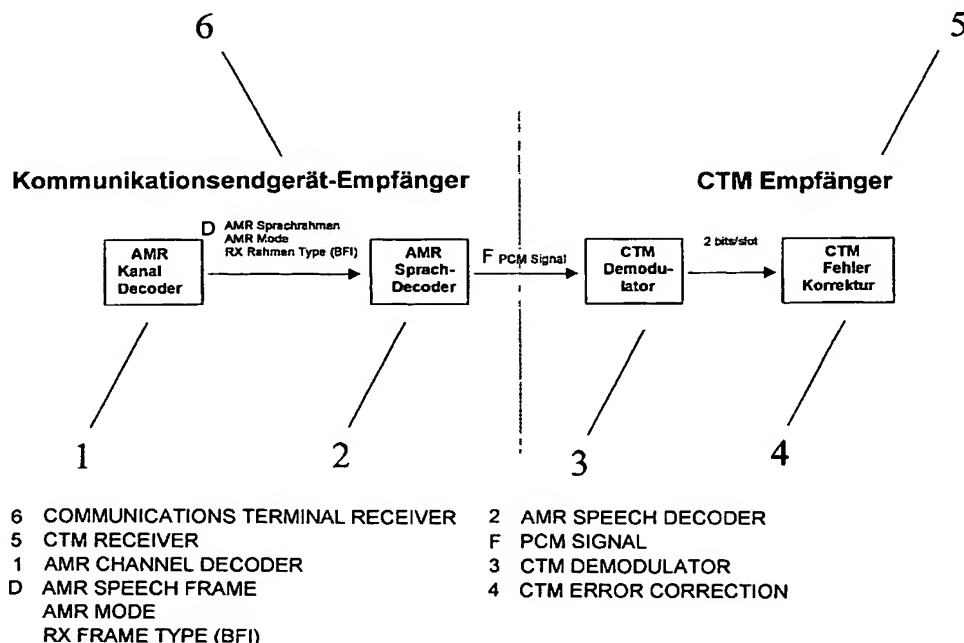 6
5
Kommunikationsendgerät-Empfänger
CTM Empfänger
D AMR Sprachrahmen
AMR Mode
RX Rahmen Type (BFI)
AMR
Kanal
Decoder
AMR
Sprach-
Decoder
F PCM Signal
CTM
Demodu-
lator
2 bits/slot
CTM
Fehler
Korrektur
1
2
3
4
6 COMMUNICATIONS TERMINAL RECEIVER
5 CTM RECEIVER
1 AMR CHANNEL DECODER
D AMR SPEECH FRAME
AMR MODE
RX FRAME TYPE (BFI)
2 AMR SPEECH DECODER
F PCM SIGNAL
3 CTM DEMODULATOR
4 CTM ERROR CORRECTION